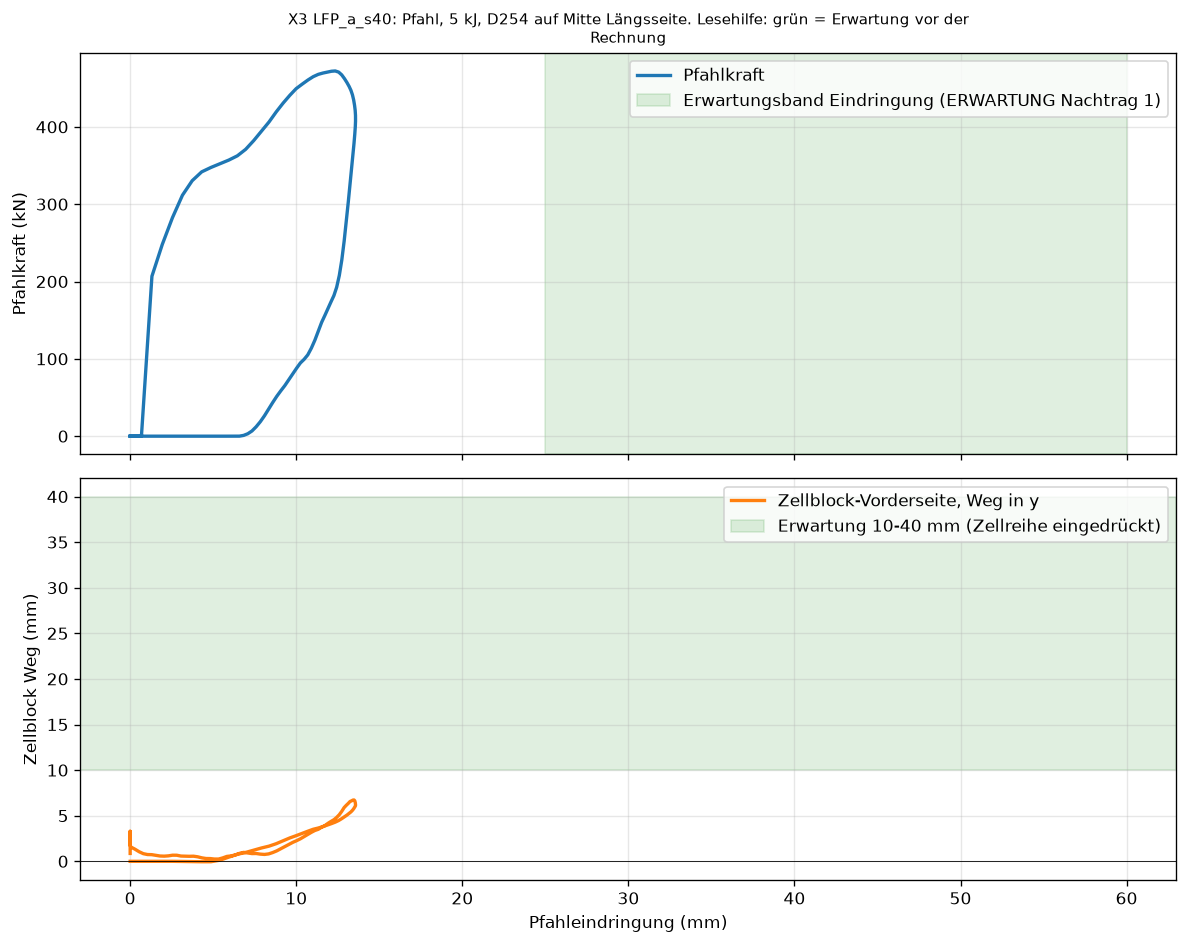 X3 LFP_a_s40: Pfahl, 5 kJ, D254 auf Mitte Längsseite. Lesehilfe: grün = Erwartung vor der
Rechnung
Pfahlkraft
Erwartungsband Eindringung (ERWARTUNG Nachtrag 1)
Pfahlkraft (kN)
400
300
200
100
0
Zellblock-Vorderseite, Weg in y
Erwartung 10-40 mm (Zellreihe eingedrückt)
Zellblock Weg (mm)
40
35
30
25
20
15
10
5
0
0 10 20 30 40 50 60
Pfahleindringung (mm)